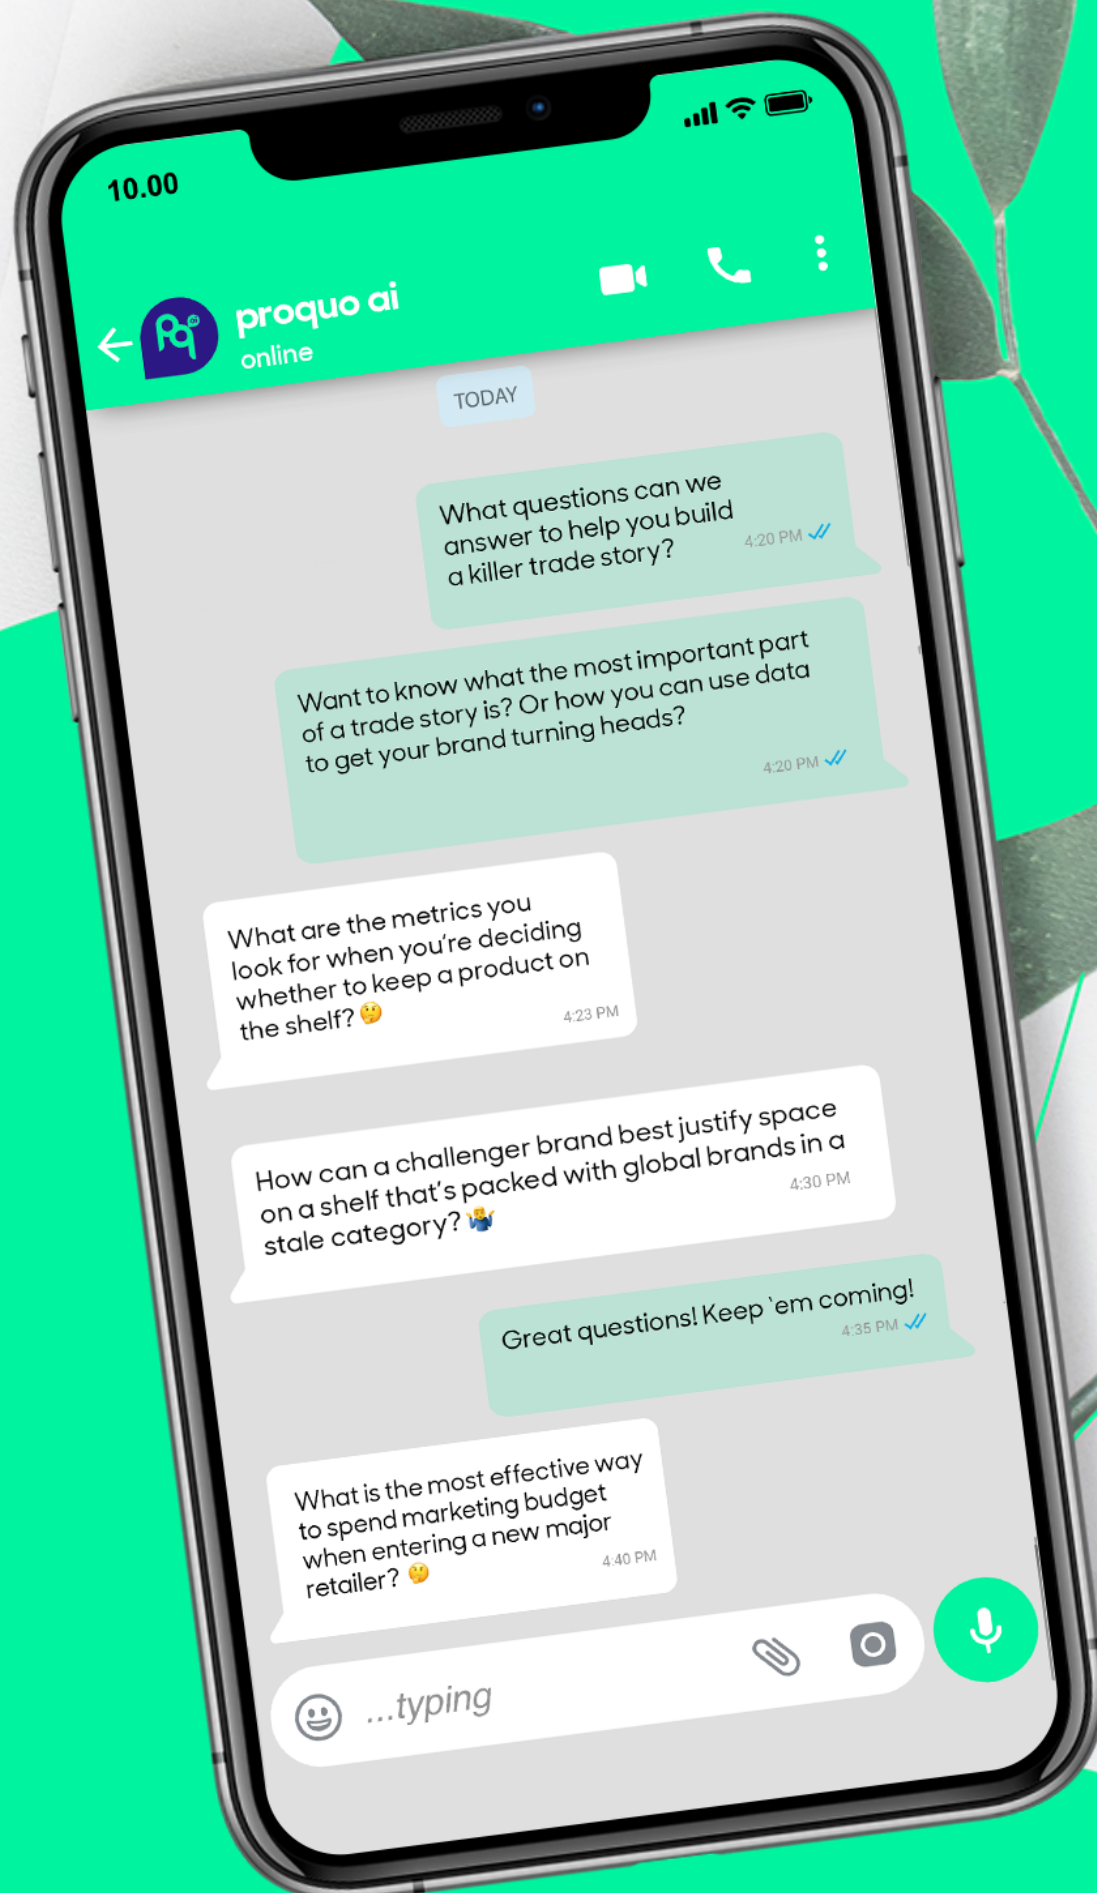 10.00
proquo ai
online
TODAY
What questions can we
answer to help you build
a killer trade story?
4:20 PM
Want to know what the most important part
of a trade story is? Or how you can use data
to get your brand turning heads?
4:20 PM
What are the metrics you
look for when you're deciding
whether to keep a product on
the shelf? 🤔
4:23 PM
How can a challenger brand best justify space
on a shelf that's packed with global brands in a
stale category? 🤷‍♂️
4:30 PM
Great questions! Keep `em coming!
4:35 PM
What is the most effective way
to spend marketing budget
when entering a new major
retailer? 🤔
4:40 PM
...typing